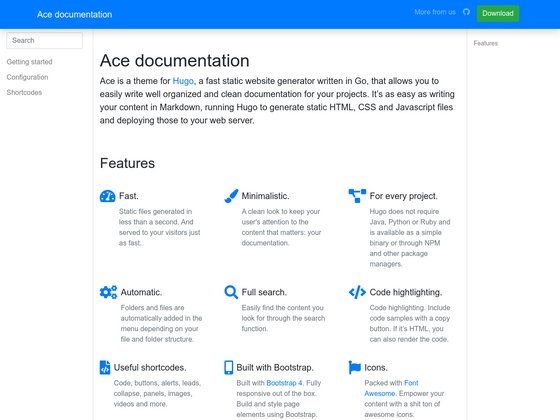 Ace documentation
More from us
Download
Search
Getting started
Configuration
Shortcodes
Features
Ace documentation
Ace is a theme for Hugo, a fast static website generator written in Go, that allows you to
easily write well organized and clean documentation for your projects. It's as easy as writing
your content in Markdown, running Hugo to generate static HTML, CSS and Javascript files
and deploying those to your web server.
Features
Fast.
Static files generated in
less than a second. And
served to your visitors just
as fast.
Minimalistic.
A clean look to keep your
user's attention to the
content that matters: your
documentation.
For every project.
Hugo does not require
Java, Python or Ruby and
is available as a simple
binary or through NPM
and other package
managers.
Automatic.
Folders and files are
automatically added in the
menu depending your
file and folder structure.
Full search.
Easily find the content you
look for through the search
function.
Code hightlighting.
Code highlighting. Include
code samples with a copy
button. If it's HTML, you
can also render the code.
Useful shortcodes.
Code, buttons, alerts, leads,
collapse, panels, images,
videos and more.
Built with Bootstrap.
Built with Bootstrap 4. Fully
responsive out of the box.
Build and style page
elements using Bootstrap.
Icons.
Packed with Font
Awesome. Empower your
content with a shit ton of
awesome icons.